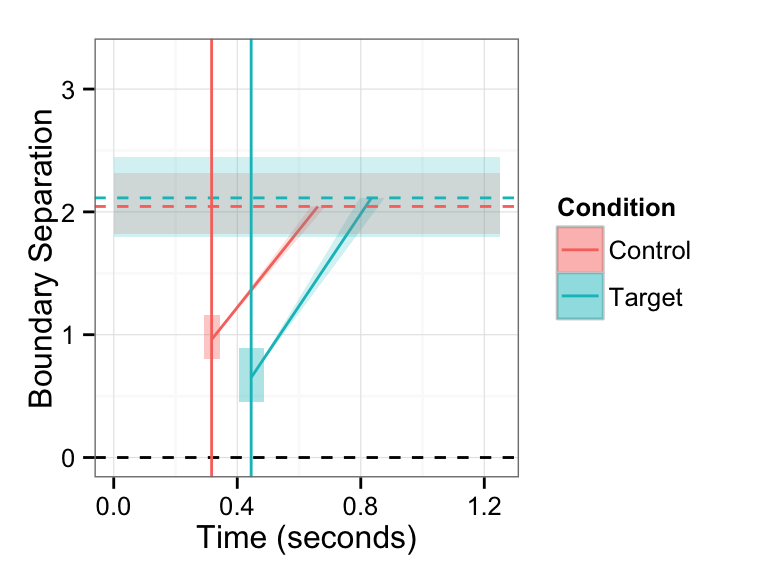 3
2
1
0
Boundary Separation
0.0 0.4 0.8 1.2
Time (seconds)
Condition
Control
Target